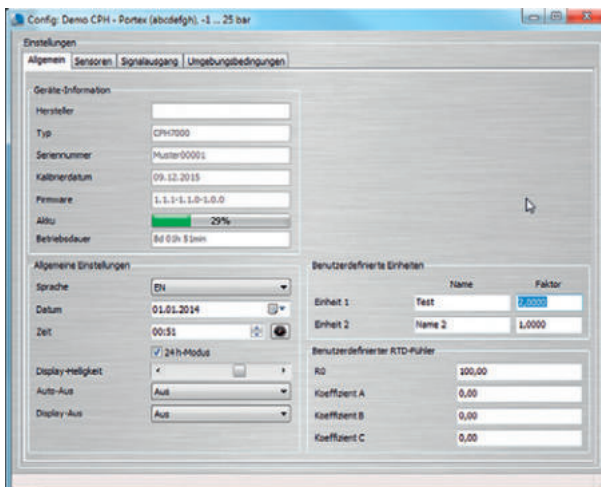 Config: Demo CPH - Portex (abcdefgh), -1 ... 25 bar
Einstellungen
Allgemein Sensoren Signalausgang Umgebungsbedingungen
Geräte-Information
Hersteller
Typ CPH7000
Seriennummer Muster00001
Kalibrierdatum 09.12.2015
Firmware 1.1.1-1.1.0-1.0.0
Akku 29%
Betriebsdauer 8d 03h 51min
Allgemeine Einstellungen
Sprache EN
Datum 01.01.2014
Zeit 00:51
24 h-Modus
Display-Helligkeit
Auto-Aus Aus
Display-Aus Aus
Benutzerdefinierte Einheiten
Name Faktor
Einheit 1 Test 2,0000
Einheit 2 Name 2 1,0000
Benutzerdefinierter RTD-Fühler
R0 100,00
Koeffizient A 0,00
Koeffizient B 0,00
Koeffizient C 0,00